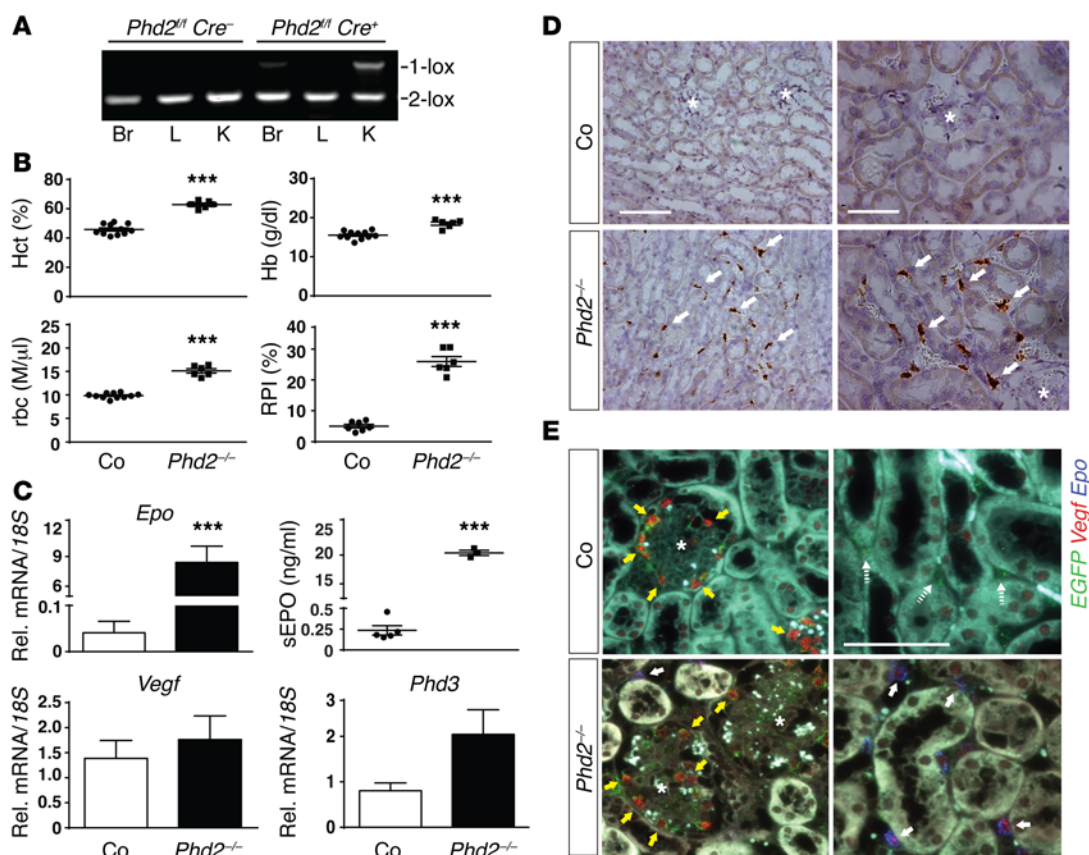 A
Phd2f/f Cre− Phd2f/f Cre+
-1-lox
-2-lox
Br L K Br L K
B
Hct (%)
80
60
40
20
0
***
Hb (g/dl)
30
20
10
0
***
rbc (M/µl)
25
20
15
10
5
0
***
RPI (%)
40
30
20
10
0
***
Co Phd2−/− Co Phd2−/−
C
Epo
Rel. mRNA/18S
12
9
6
0.1
0
***
sEPO (ng/ml)
25
20
15
0.50
0.25
0
***
Vegf
Rel. mRNA/18S
2.5
2.0
1.5
1.0
0.5
0
Phd3
3
2
1
0
Co Phd2−/− Co Phd2−/−
D
Co
*
*
*
Phd2−/−
*
E
Co
*
Phd2−/−
*
*
EGFP Vegf Epo